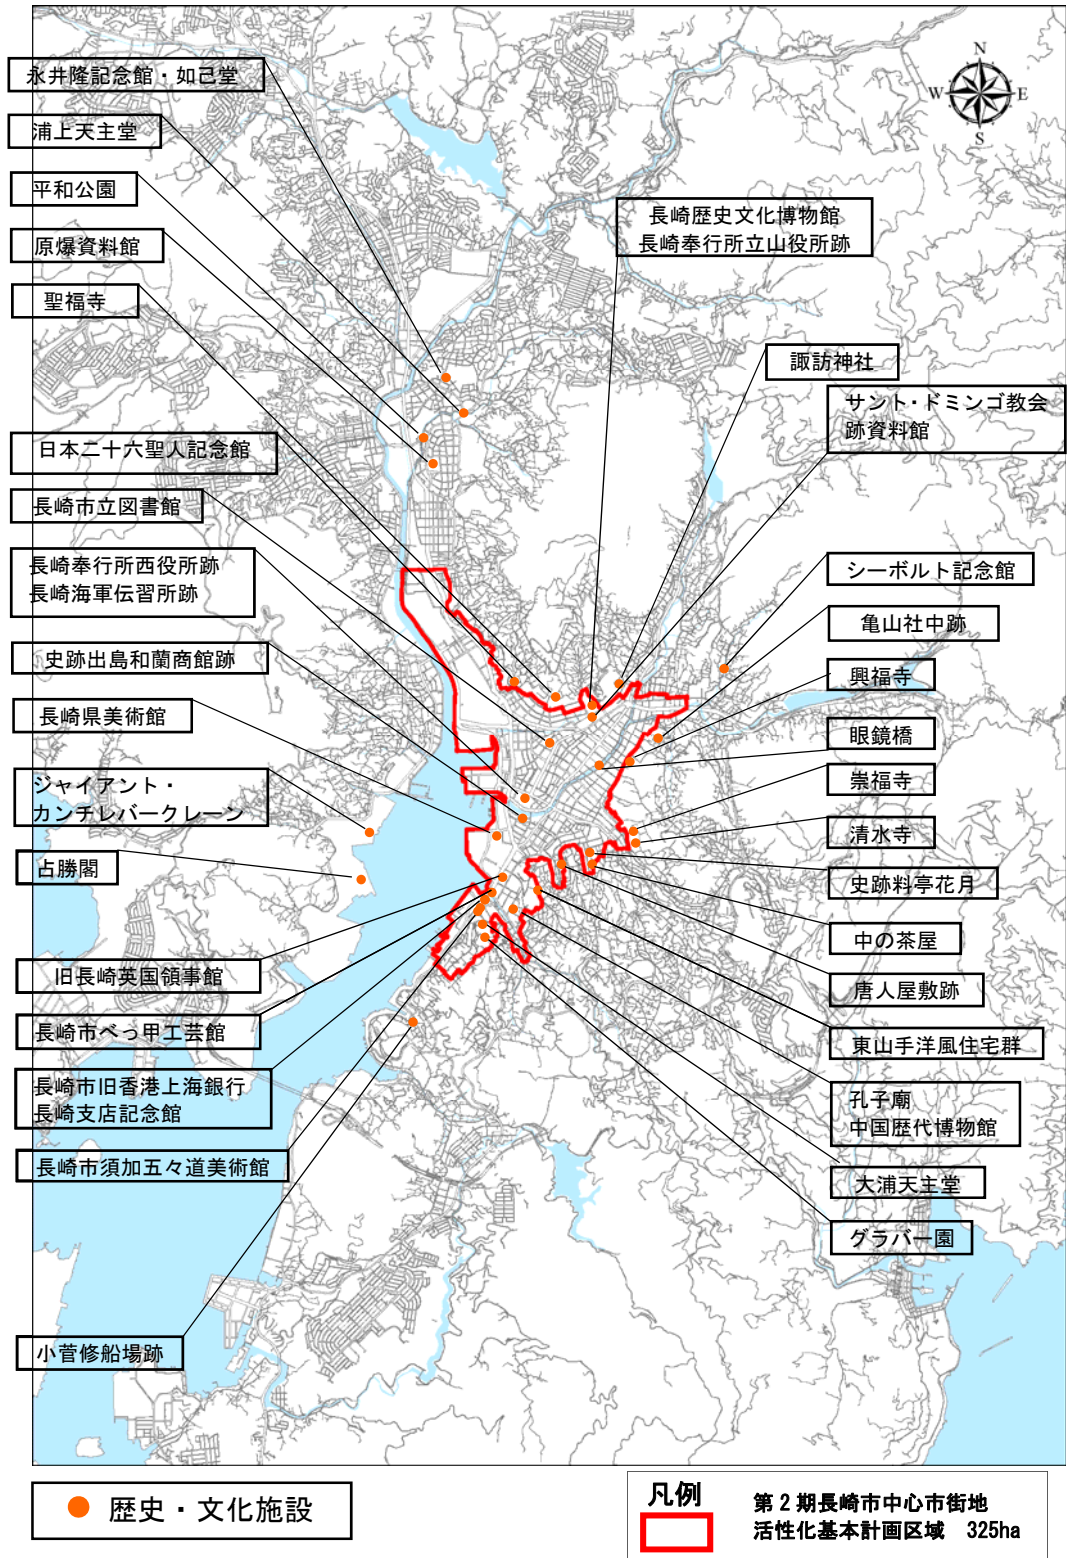 永井隆記念館・如己堂
浦上天主堂
平和公園
原爆資料館
聖福寺
日本二十六聖人記念館
長崎市立図書館
長崎奉行所西役所跡
長崎海軍伝習所跡
史跡出島和蘭商館跡
長崎県美術館
ジャイアント・
カンチレバークレーン
占勝閣
旧長崎英国領事館
長崎市べっ甲工芸館
長崎市旧香港上海銀行
長崎支店記念館
長崎市須加五々道美術館
小菅修船場跡
N
W
E
S
長崎歴史文化博物館
長崎奉行所立山役所跡
諏訪神社
サント・ドミンゴ教会
跡資料館
シーボルト記念館
亀山社中跡
興福寺
眼鏡橋
崇福寺
清水寺
史跡料亭花月
中の茶屋
唐人屋敷跡
東山手洋風住宅群
孔子廟
中国歴代博物館
大浦天主堂
グラバー園
歴史・文化施設
凡例
第２期長崎市中心市街地
活性化基本計画区域　325ha